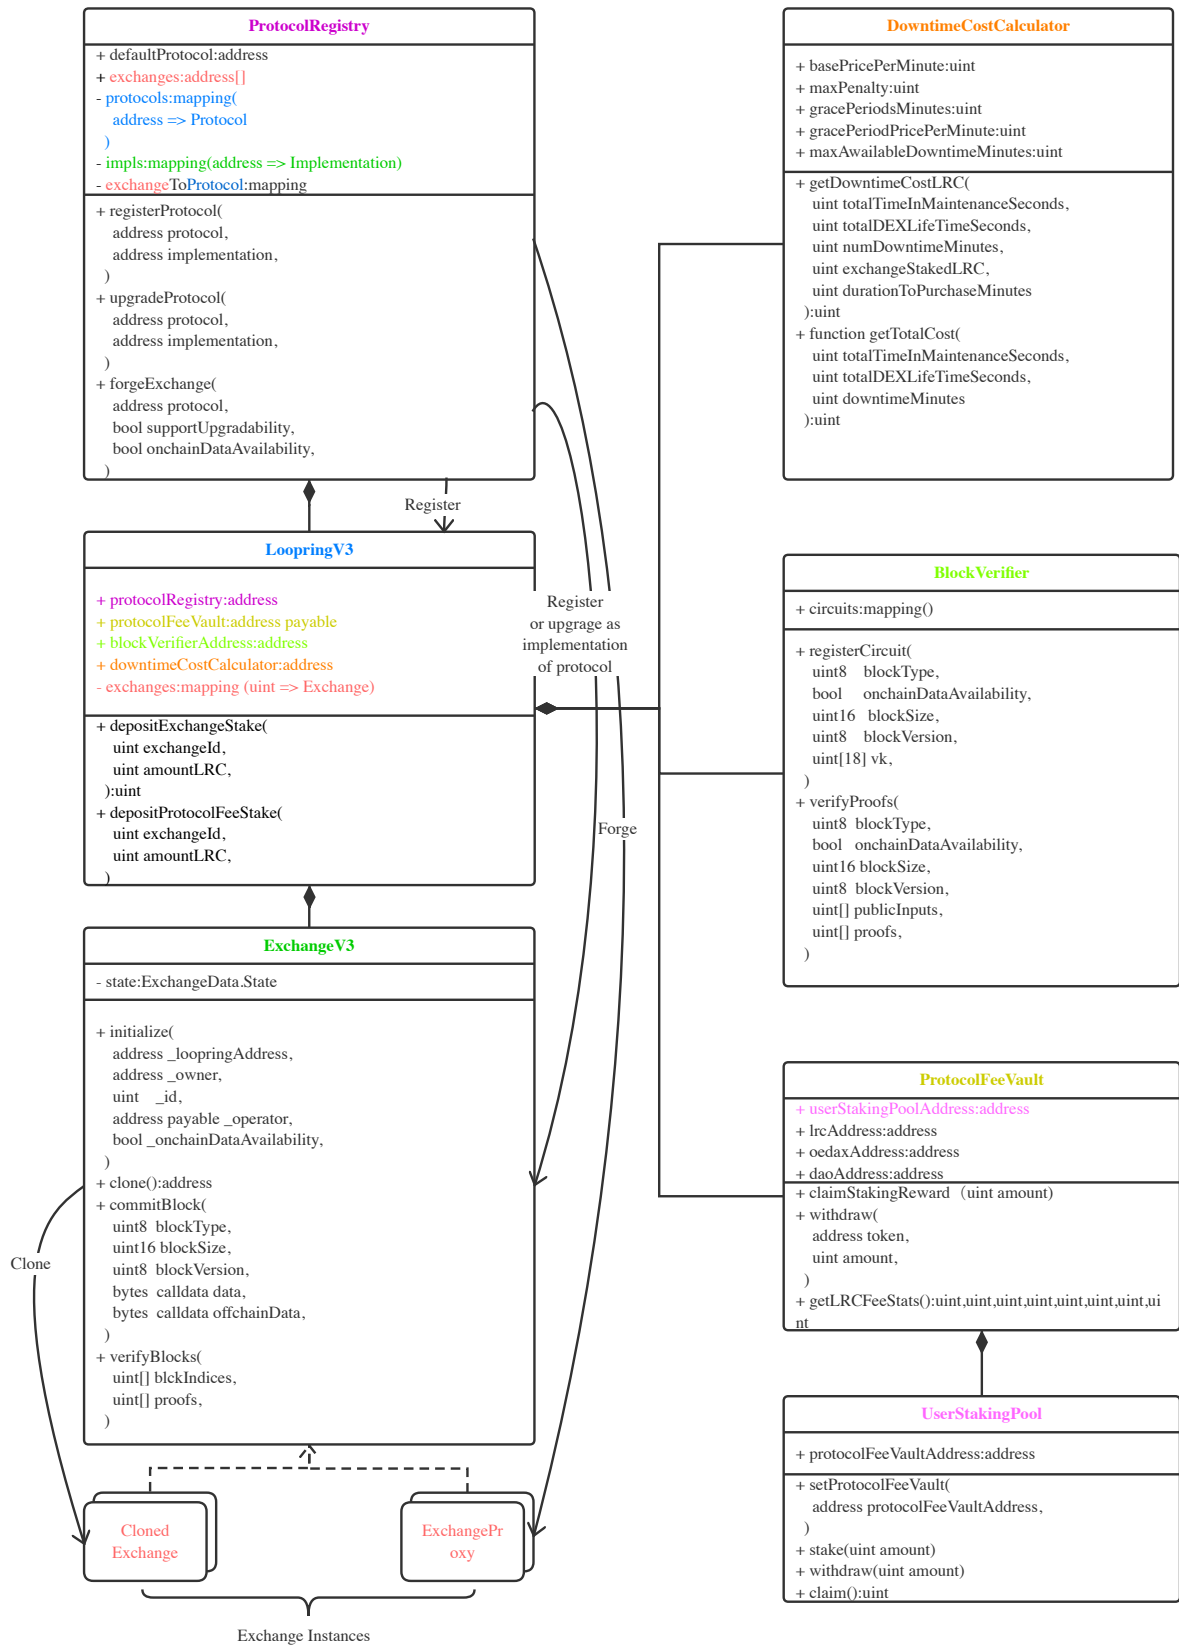 ProtocolRegistry
+ defaultProtocol:address
+ exchanges:address[]
- protocols:mapping(
address => Protocol
)
- impls:mapping(address => Implementation)
- exchangeToProtocol:mapping
+ registerProtocol(
address protocol,
address implementation,
)
+ upgradeProtocol(
address protocol,
address implementation,
)
+ forgeExchange(
address protocol,
bool supportUpgradability,
bool onchainDataAvailability,
)
Register
LoopringV3
+ protocolRegistry:address
+ protocolFeeVault:address payable
+ blockVerifierAddress:address
+ downtimeCostCalculator:address
- exchanges:mapping (uint => Exchange)
+ depositExchangeStake(
uint exchangeId,
uint amountLRC,
):uint
+ depositProtocolFeeStake(
uint exchangeId,
uint amountLRC,
)
Register
or upgrage as
implementation
of protocol
Forge
ExchangeV3
- state:ExchangeData.State
+ initialize(
address _loopringAddress,
address _owner,
uint _id,
address payable _operator,
bool _onchainDataAvailability,
)
+ clone():address
+ commitBlock(
uint8 blockType,
uint16 blockSize,
uint8 blockVersion,
bytes calldata data,
bytes calldata offchainData,
)
+ verifyBlocks(
uint[] blckIndices,
uint[] proofs,
)
Clone
Cloned
Exchange
ExchangePr
oxy
Exchange Instances
DowntimeCostCalculator
+ basePricePerMinute:uint
+ maxPenalty:uint
+ gracePeriodsMinutes:uint
+ gracePeriodPricePerMinute:uint
+ maxAwailableDowntimeMinutes:uint
+ getDowntimeCostLRC(
uint totalTimeInMaintenanceSeconds,
uint totalDEXLifeTimeSeconds,
uint numDowntimeMinutes,
uint exchangeStakedLRC,
uint durationToPurchaseMinutes
):uint
+ function getTotalCost(
uint totalTimeInMaintenanceSeconds,
uint totalDEXLifeTimeSeconds,
uint downtimeMinutes
):uint
BlockVerifier
+ circuits:mapping()
+ registerCircuit(
uint8 blockType,
bool onchainDataAvailability,
uint16 blockSize,
uint8 blockVersion,
uint[18] vk,
)
+ verifyProofs(
uint8 blockType,
bool onchainDataAvailability,
uint16 blockSize,
uint8 blockVersion,
uint[] publicInputs,
uint[] proofs,
)
ProtocolFeeVault
+ userStakingPoolAddress:address
+ lrcAddress:address
+ oedaxAddress:address
+ daoAddress:address
+ claimStakingReward（uint amount)
+ withdraw(
address token,
uint amount,
)
+ getLRCFeeStats():uint,uint,uint,uint,uint,uint,uint,ui
nt
UserStakingPool
+ protocolFeeVaultAddress:address
+ setProtocolFeeVault(
address protocolFeeVaultAddress,
)
+ stake(uint amount)
+ withdraw(uint amount)
+ claim():uint